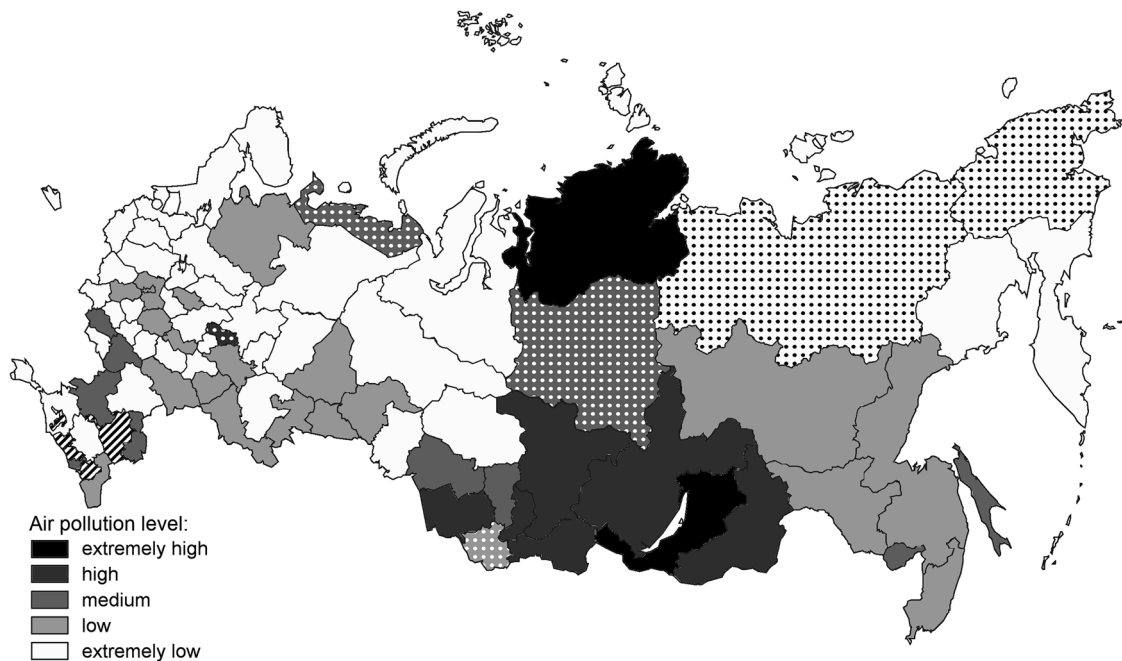 Air pollution level:
extremely high
high
medium
low
extremely low